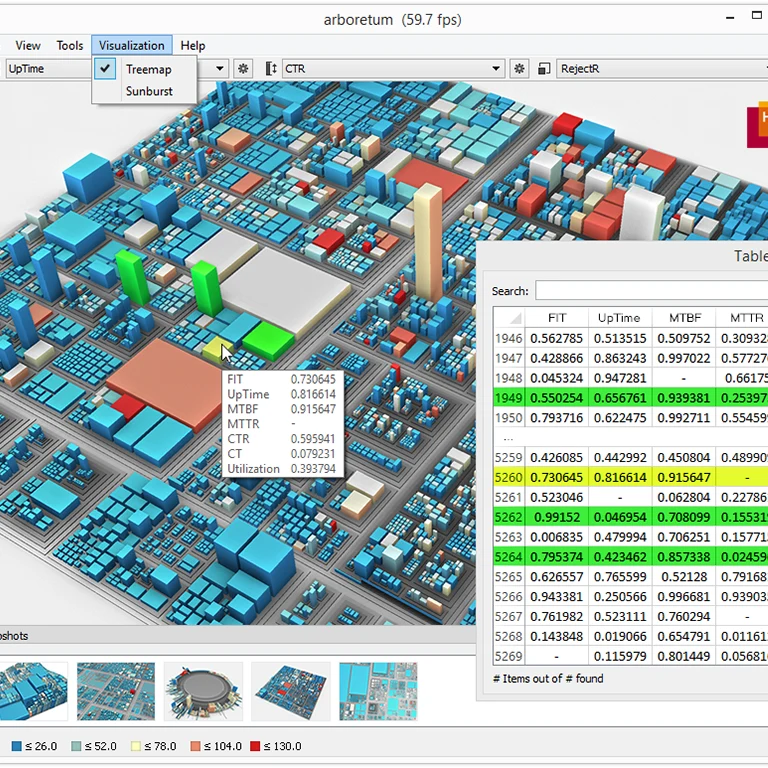 arboretum (59.7 fps)
View Tools Visualization Help
UpTime CTR RejectR
Treemap
Sunburst
H
Table
Search:
FIT UpTime MTBF MTTR
1946 0.562785 0.513515 0.509752 0.30932
1947 0.428866 0.863243 0.997022 0.57727
1948 0.045324 0.947281 - 0.66175
1949 0.550254 0.656761 0.939381 0.25397
1950 0.793716 0.622475 0.992711 0.55459
...
5259 0.426085 0.442992 0.450804 0.48990
5260 0.730645 0.816614 0.915647 -
5261 0.523046 - 0.062804 0.22786
5262 0.99152 0.046954 0.708099 0.15531
5263 0.006835 0.479994 0.706251 0.15771
5264 0.795374 0.423462 0.857338 0.02459
5265 0.626557 0.765599 0.52128 0.79168
5266 0.943381 0.250566 0.996681 0.93903
5267 0.761982 0.523111 0.760294 -
5268 0.143848 0.019066 0.654791 0.01161
5269 - 0.115979 0.801449 0.05681
# Items out of # found
FIT 0.730645
UpTime 0.816614
MTBF 0.915647
MTTR -
CTR 0.595941
CT 0.079231
Utilization 0.393794
pshots
≤ 26.0 ≤ 52.0 ≤ 78.0 ≤ 104.0 ≤ 130.0